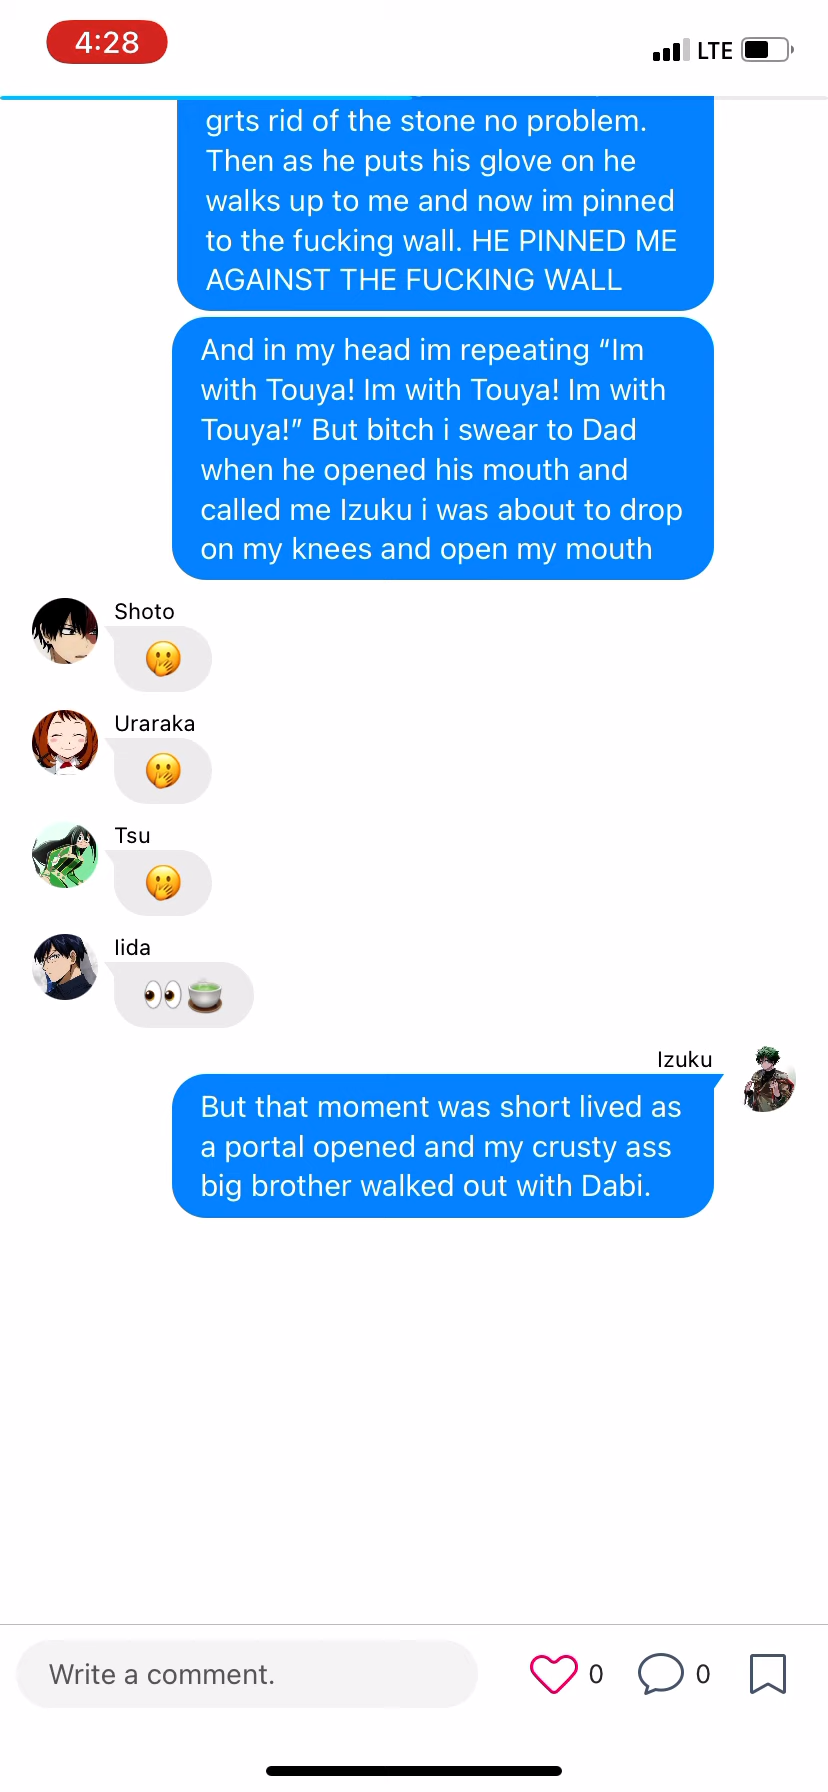 4:28
LTE
grts rid of the stone no problem.
Then as he puts his glove on he
walks up to me and now im pinned
to the fucking wall. HE PINNED ME
AGAINST THE FUCKING WALL
And in my head im repeating “Im
with Touya! Im with Touya! Im with
Touya!” But bitch i swear to Dad
when he opened his mouth and
called me Izuku i was about to drop
on my knees and open my mouth
Shoto
🤭
Uraraka
🤭
Tsu
🤭
Iida
👀🍵
Izuku
But that moment was short lived as
a portal opened and my crusty ass
big brother walked out with Dabi.
Write a comment.
0
0